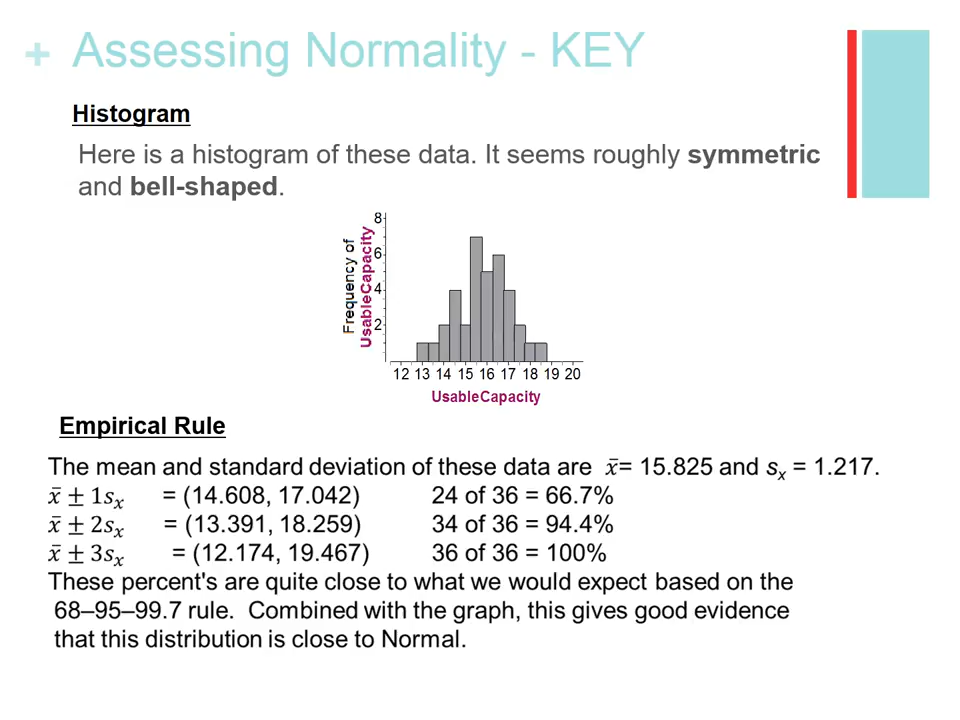 + Assessing Normality - KEY
Histogram
Here is a histogram of these data. It seems roughly symmetric
and bell-shaped.
Frequency of
UsableCapacity
8
6
4
2
12 13 14 15 16 17 18 19 20
UsableCapacity
Empirical Rule
The mean and standard deviation of these data are x̄= 15.825 and sₓ = 1.217.
x̄ ± 1sₓ = (14.608, 17.042) 24 of 36 = 66.7%
x̄ ± 2sₓ = (13.391, 18.259) 34 of 36 = 94.4%
x̄ ± 3sₓ = (12.174, 19.467) 36 of 36 = 100%
These percent's are quite close to what we would expect based on the
68–95–99.7 rule. Combined with the graph, this gives good evidence
that this distribution is close to Normal.